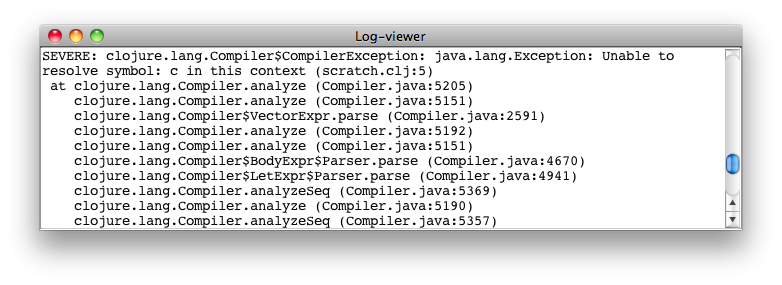 Log-viewer
SEVERE: clojure.lang.Compiler$CompilerException: java.lang.Exception: Unable to
resolve symbol: c in this context (scratch.clj:5)
at clojure.lang.Compiler.analyze (Compiler.java:5205)
clojure.lang.Compiler.analyze (Compiler.java:5151)
clojure.lang.Compiler$VectorExpr.parse (Compiler.java:2591)
clojure.lang.Compiler.analyze (Compiler.java:5192)
clojure.lang.Compiler.analyze (Compiler.java:5151)
clojure.lang.Compiler$BodyExpr$Parser.parse (Compiler.java:4670)
clojure.lang.Compiler$LetExpr$Parser.parse (Compiler.java:4941)
clojure.lang.Compiler.analyzeSeq (Compiler.java:5369)
clojure.lang.Compiler.analyze (Compiler.java:5190)
clojure.lang.Compiler.analyzeSeq (Compiler.java:5357)